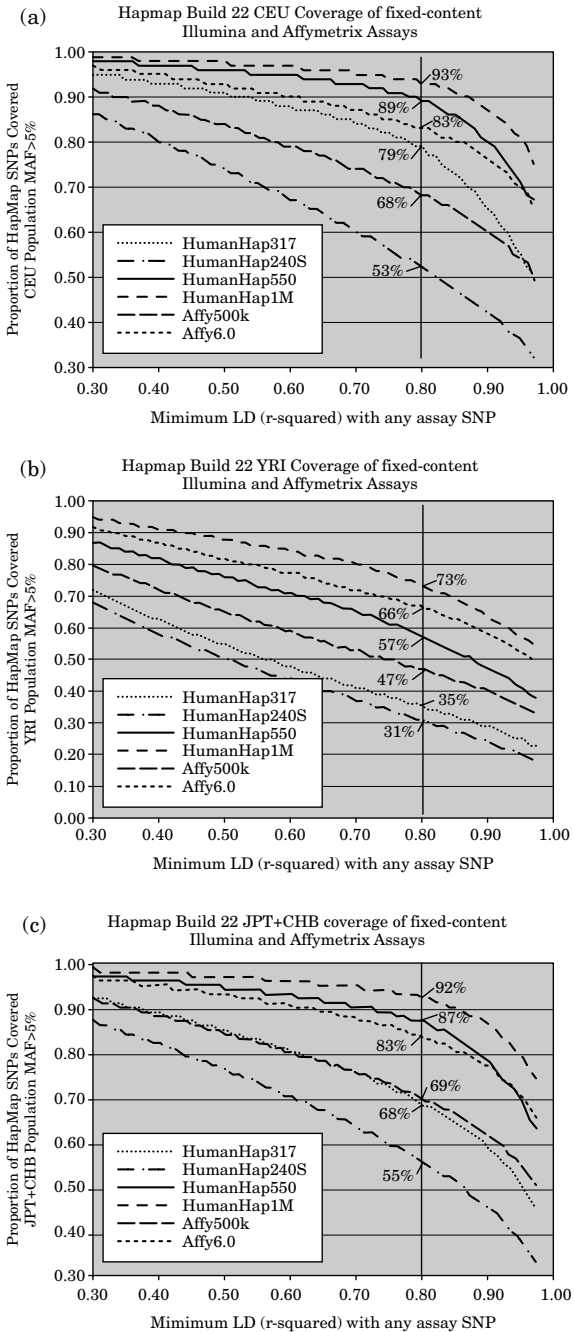 (a)
Hapmap Build 22 CEU Coverage of fixed-content
Illumina and Affymetrix Assays
Proportion of HapMap SNPs Covered
CEU Population MAF>5%
1.00
0.90
0.80
0.70
0.60
0.50
0.40
0.30
93%
89%
83%
79%
68%
53%
HumanHap317
HumanHap240S
HumanHap550
HumanHap1M
Affy500k
Affy6.0
0.30 0.40 0.50 0.60 0.70 0.80 0.90 1.00
Mimimum LD (r-squared) with any assay SNP
(b)
Hapmap Build 22 YRI Coverage of fixed-content
Illumina and Affymetrix Assays
Proportion of HapMap SNPs Covered
YRI Population MAF>5%
1.00
0.90
0.80
0.70
0.60
0.50
0.40
0.30
0.20
0.10
0.00
73%
66%
57%
47%
35%
31%
HumanHap317
HumanHap240S
HumanHap550
HumanHap1M
Affy500k
Affy6.0
0.30 0.40 0.50 0.60 0.70 0.80 0.90 1.00
Minimum LD (r-squared) with any assay SNP
(c)
Hapmap Build 22 JPT+CHB coverage of fixed-content
Illumina and Affymetrix Assays
Proportion of HapMap SNPs Covered
JPT+CHB Population MAF>5%
1.00
0.90
0.80
0.70
0.60
0.50
0.40
0.30
92%
87%
83%
69%
68%
55%
HumanHap317
HumanHap240S
HumanHap550
HumanHap1M
Affy500k
Affy6.0
0.30 0.40 0.50 0.60 0.70 0.80 0.90 1.00
Mimimum LD (r-squared) with any assay SNP